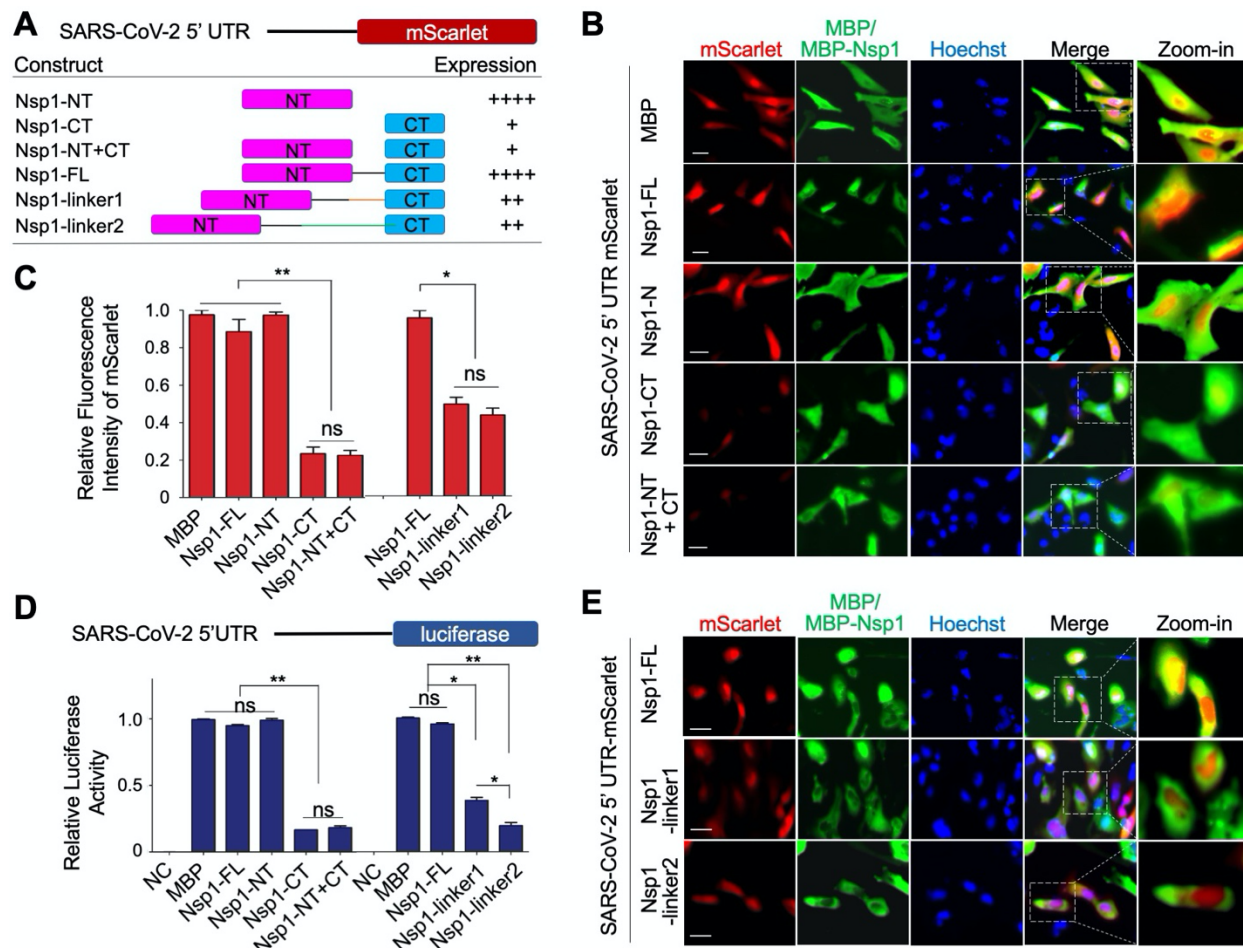 A
SARS-CoV-2 5' UTR
mScarlet
Construct
Expression
Nsp1-NT
NT
++++
Nsp1-CT
CT
+
Nsp1-NT+CT
NT
CT
+
Nsp1-FL
NT
CT
++++
Nsp1-linker1
NT
CT
++
Nsp1-linker2
NT
CT
++
B
mScarlet
MBP/
MBP-Nsp1
Hoechst
Merge
Zoom-in
SARS-CoV-2 5' UTR mScarlet
MBP
Nsp1-FL
Nsp1-N
Nsp1-CT
Nsp1-NT
+ CT
C
Relative Fluorescence
Intensity of mScarlet
1.0
0.8
0.6
0.4
0.2
0
**
ns
*
ns
MBP
Nsp1-FL
Nsp1-NT
Nsp1-CT
Nsp1-NT+CT
Nsp1-FL
Nsp1-linker1
Nsp1-linker2
D
SARS-CoV-2 5'UTR
luciferase
Relative Luciferase
Activity
1.0
0.5
0
ns
**
ns
ns
*
**
*
NC
MBP
Nsp1-FL
Nsp1-NT
Nsp1-CT
Nsp1-NT+CT
NC
MBP
Nsp1-FL
Nsp1-linker1
Nsp1-linker2
E
mScarlet
MBP/
MBP-Nsp1
Hoechst
Merge
Zoom-in
SARS-CoV-2 5' UTR-mScarlet
Nsp1-FL
Nsp1
-linker1
Nsp1
-linker2